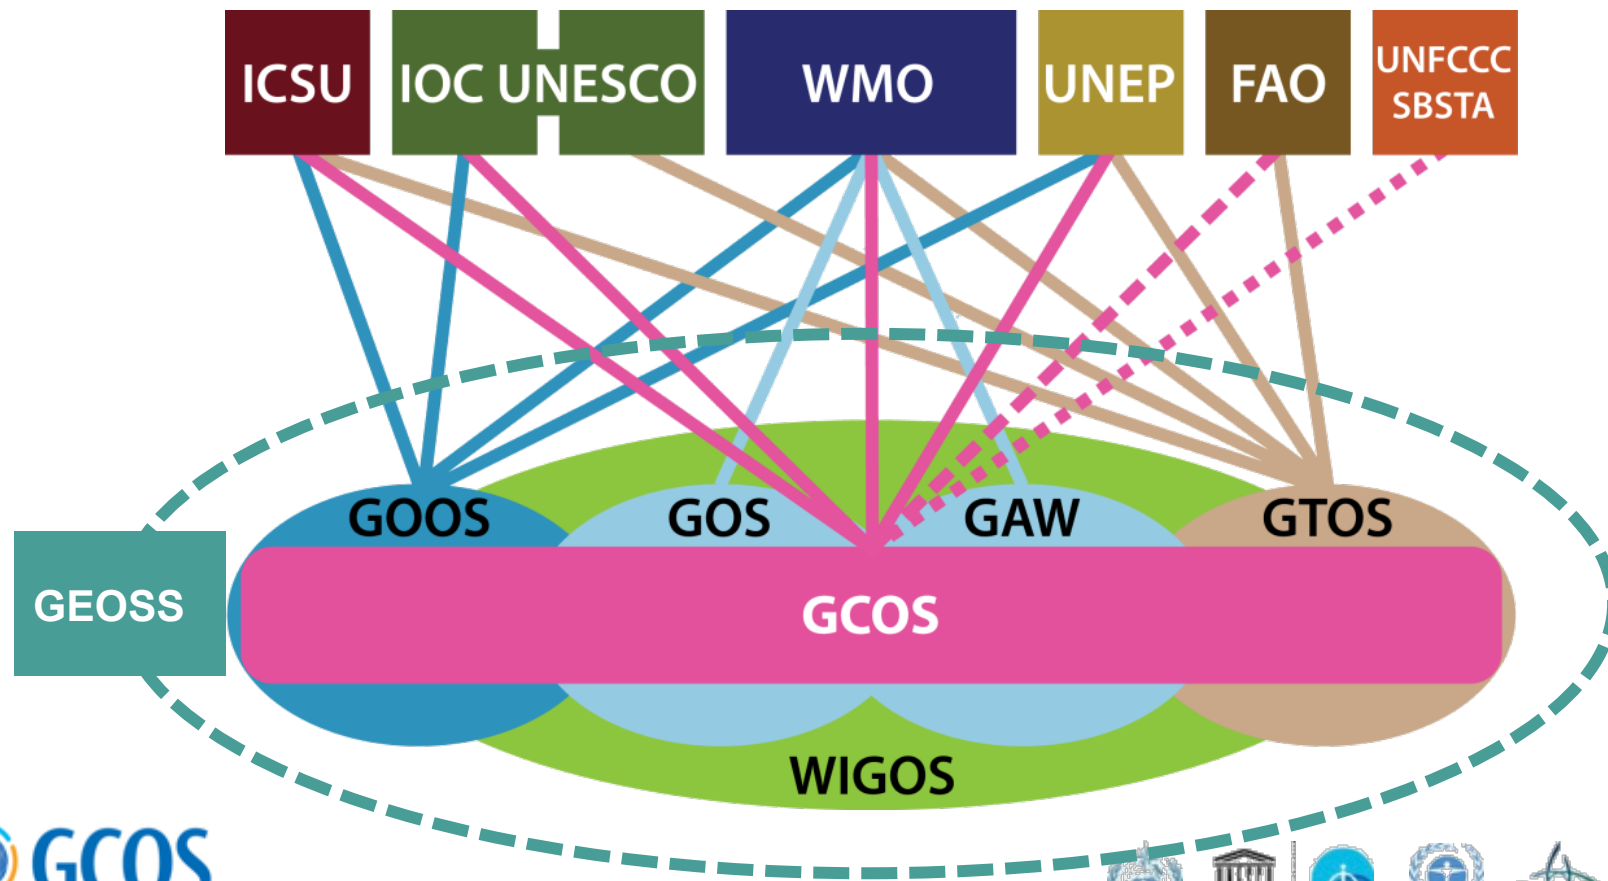 ICSU
IOC UNESCO
WMO
UNEP
FAO
UNFCCC
SBSTA
GOOS
GOS
GAW
GTOS
GEOSS
GCOS
WIGOS
GCOS